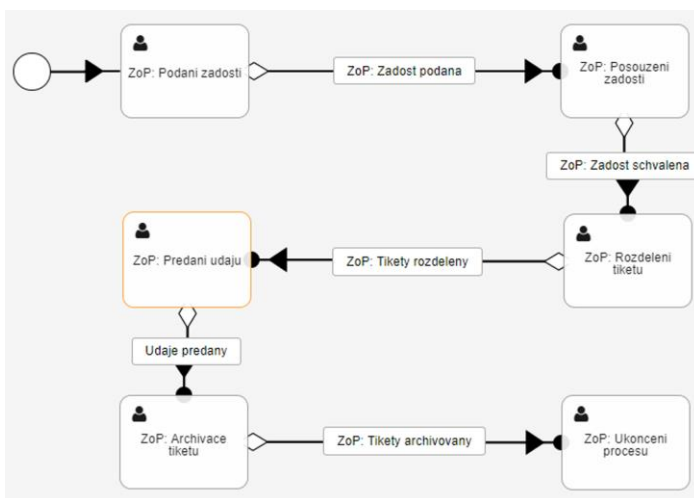 ZoP: Podani zadosti
ZoP: Zadost podana
ZoP: Posouzeni
zadosti
ZoP: Zadost schvalena
ZoP: Rozdeleni
tiketu
ZoP: Tikety rozdeleny
ZoP: Predani udaju
Udaje predany
ZoP: Archivace
tiketu
ZoP: Tikety archivovany
ZoP: Ukonceni
procesu